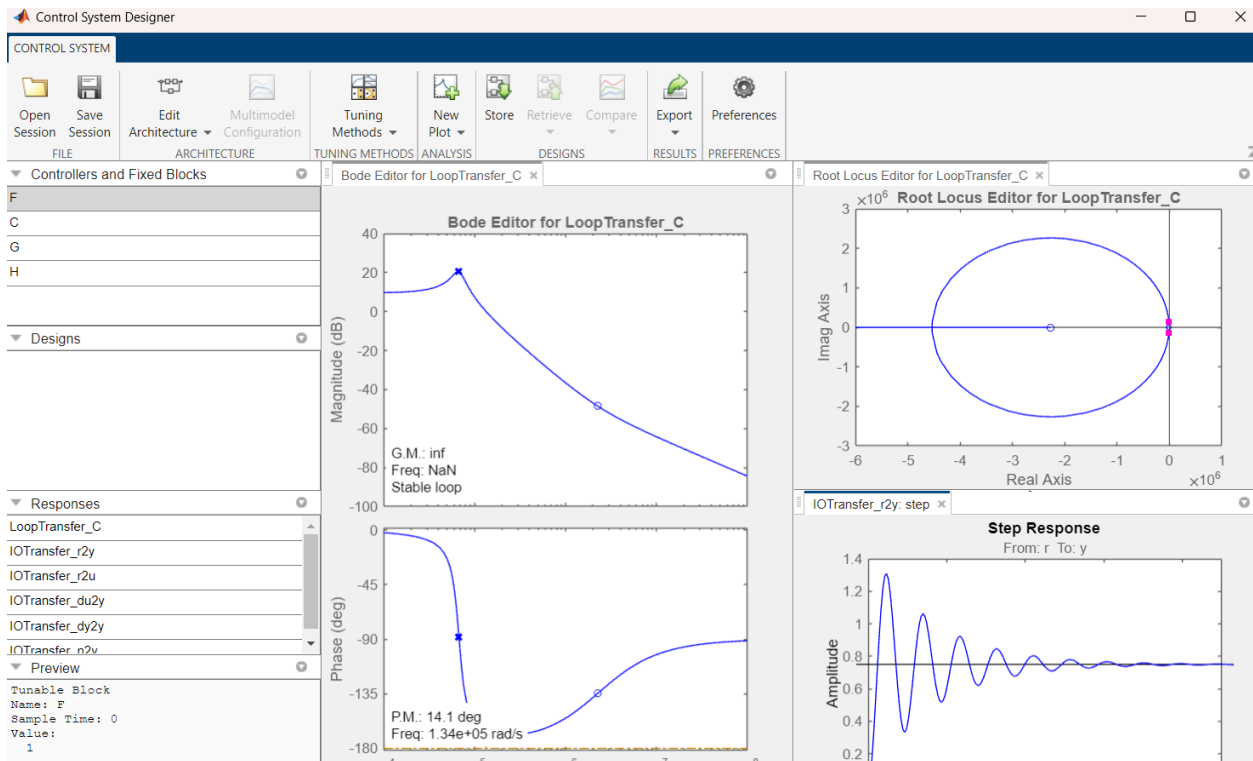 Control System Designer
CONTROL SYSTEM
Open Session
Save Session
Edit Architecture
Multimodel Configuration
Tuning Methods
New Plot
Store
Retrieve
Compare
Export
Preferences
FILE
ARCHITECTURE
TUNING METHODS
ANALYSIS
DESIGNS
RESULTS
PREFERENCES
Controllers and Fixed Blocks
F
C
G
H
Designs
Responses
LoopTransfer_C
IOTransfer_r2y
IOTransfer_r2u
IOTransfer_du2y
IOTransfer_dy2y
IOTransfer_n2y
Preview
Tunable Block
Name: F
Sample Time: 0
Value:
1
Bode Editor for LoopTransfer_C
Bode Editor for LoopTransfer_C
Magnitude (dB)
40
20
0
-20
-40
-60
-80
-100
G.M.: inf
Freq: NaN
Stable loop
Phase (deg)
0
-45
-90
-135
-180
P.M.: 14.1 deg
Freq: 1.34e+05 rad/s
Root Locus Editor for LoopTransfer_C
×10⁶ Root Locus Editor for LoopTransfer_C
Imag Axis
3
2
1
0
-1
-2
-3
-6 -5 -4 -3 -2 -1 0 1
Real Axis
×10⁶
IOTransfer_r2y: step
Step Response
From: r To: y
Amplitude
1.4
1.2
1
0.8
0.6
0.4
0.2